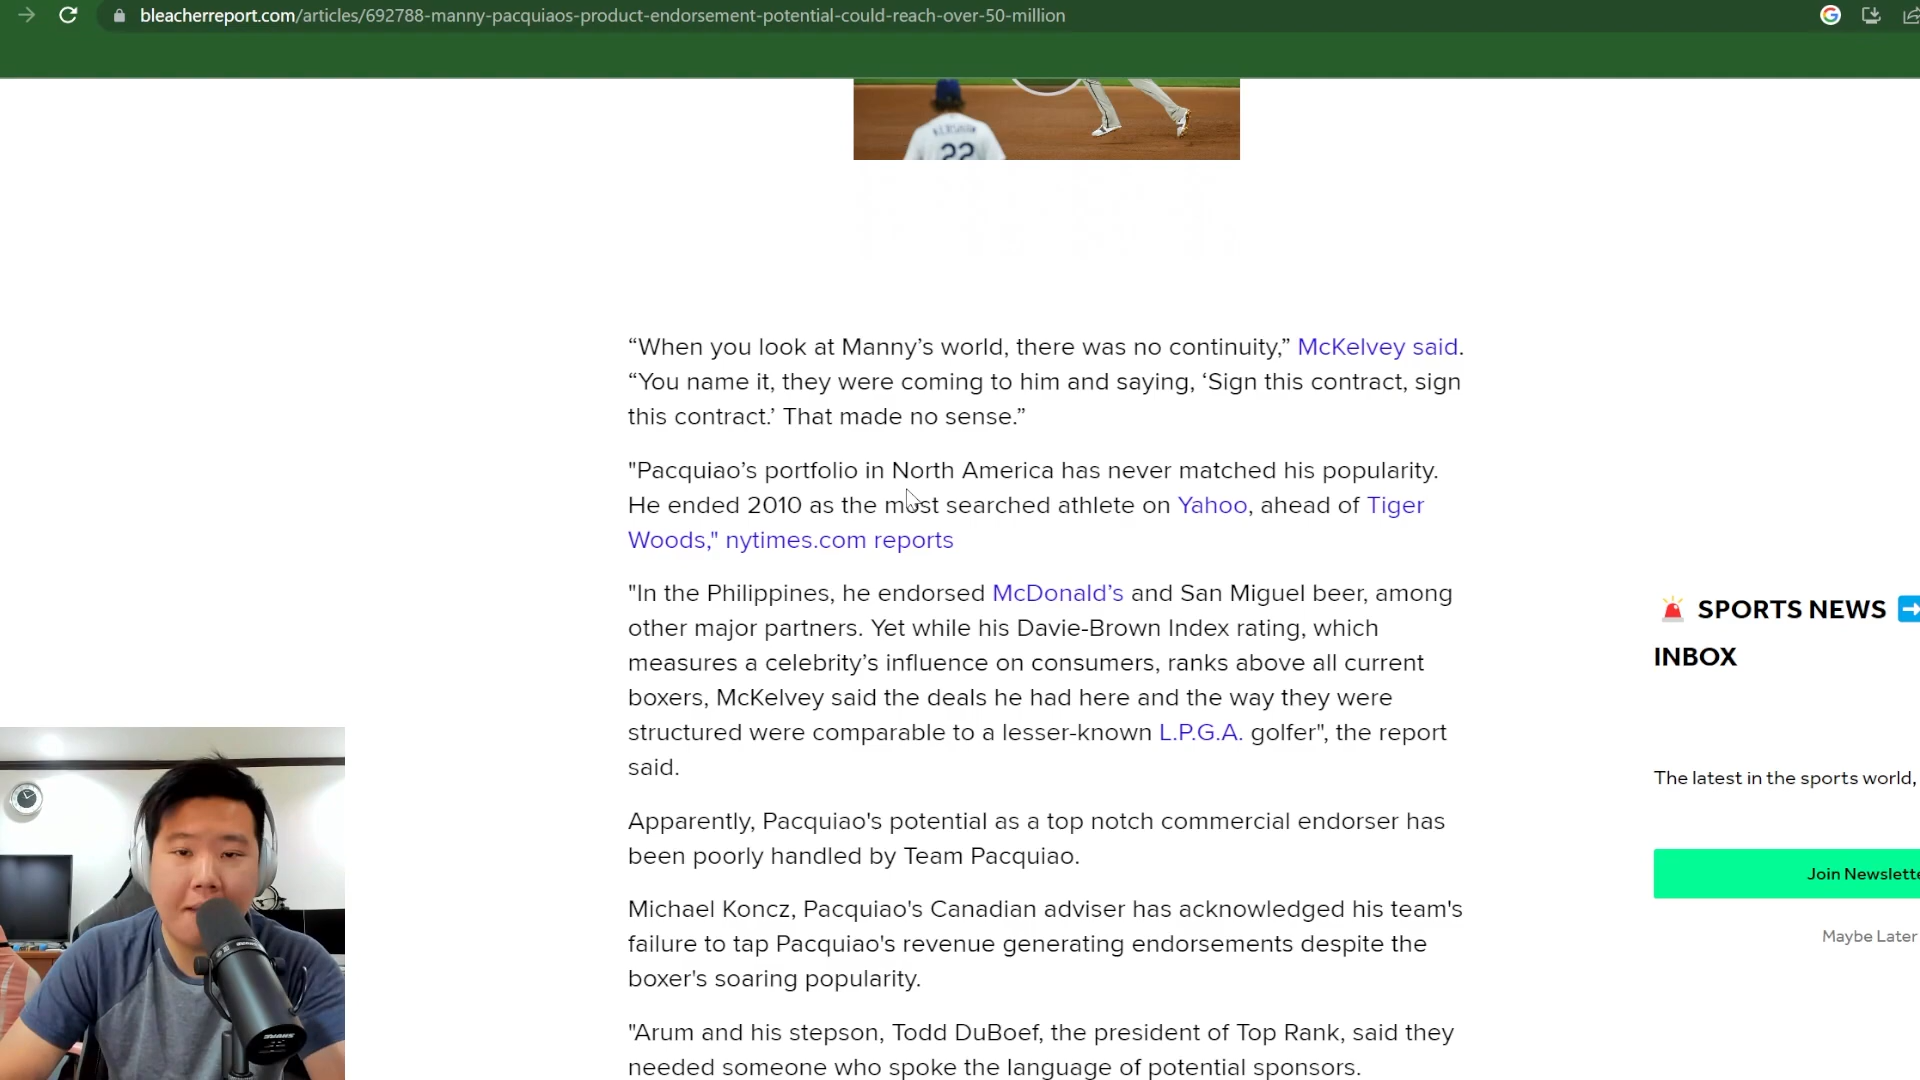 bleacherreport.com/articles/692788-manny-pacquiaos-product-endorsement-potential-could-reach-over-50-million
KERSHAW
22
“When you look at Manny’s world, there was no continuity,” McKelvey said.
“You name it, they were coming to him and saying, ‘Sign this contract, sign
this contract.’ That made no sense.”
"Pacquiao’s portfolio in North America has never matched his popularity.
He ended 2010 as the most searched athlete on Yahoo, ahead of Tiger
Woods," nytimes.com reports
"In the Philippines, he endorsed McDonald’s and San Miguel beer, among
other major partners. Yet while his Davie-Brown Index rating, which
measures a celebrity’s influence on consumers, ranks above all current
boxers, McKelvey said the deals he had here and the way they were
structured were comparable to a lesser-known L.P.G.A. golfer", the report
said.
Apparently, Pacquiao's potential as a top notch commercial endorser has
been poorly handled by Team Pacquiao.
Michael Koncz, Pacquiao's Canadian adviser has acknowledged his team's
failure to tap Pacquiao's revenue generating endorsements despite the
boxer's soaring popularity.
"Arum and his stepson, Todd DuBoef, the president of Top Rank, said they
needed someone who spoke the language of potential sponsors.
SPORTS NEWS
INBOX
The latest in the sports world,
Join Newslette
Maybe Later